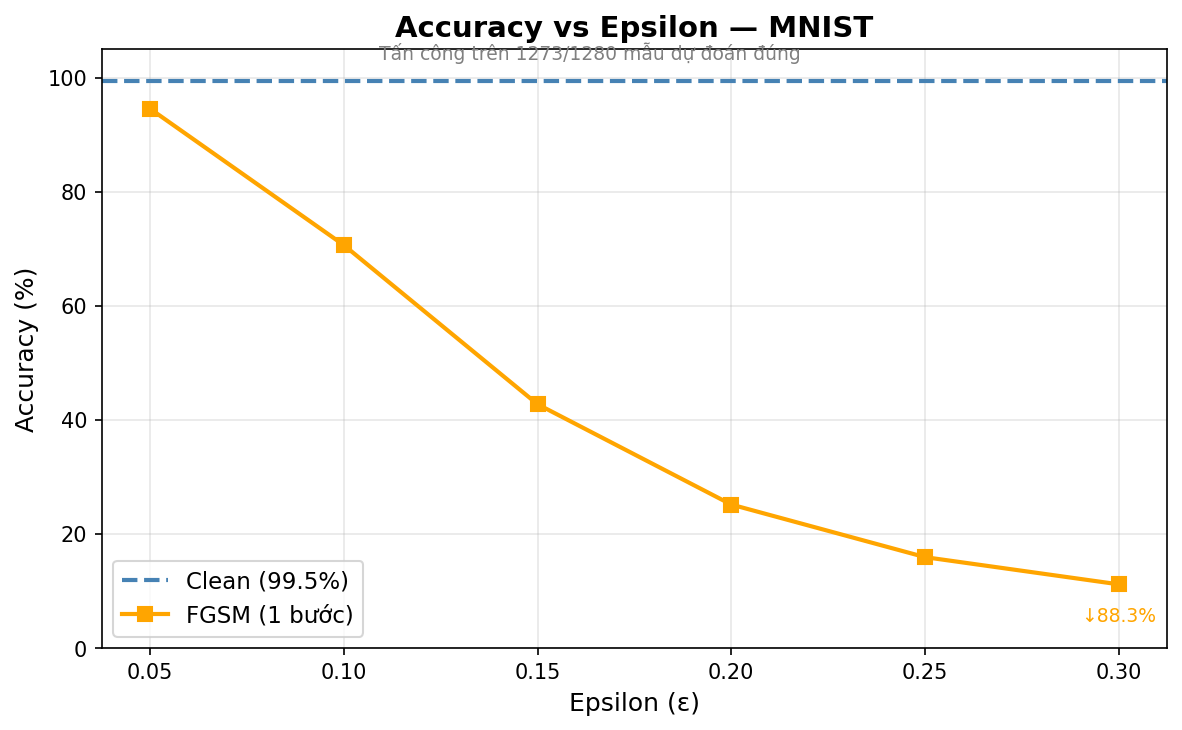 Accuracy vs Epsilon — MNIST
Tấn công trên 1273/1280 mẫu dự đoán đúng
Accuracy (%)
100
80
60
40
20
0
Clean (99.5%)
FGSM (1 bước)
↓88.3%
0.05
0.10
0.15
0.20
0.25
0.30
Epsilon (ε)